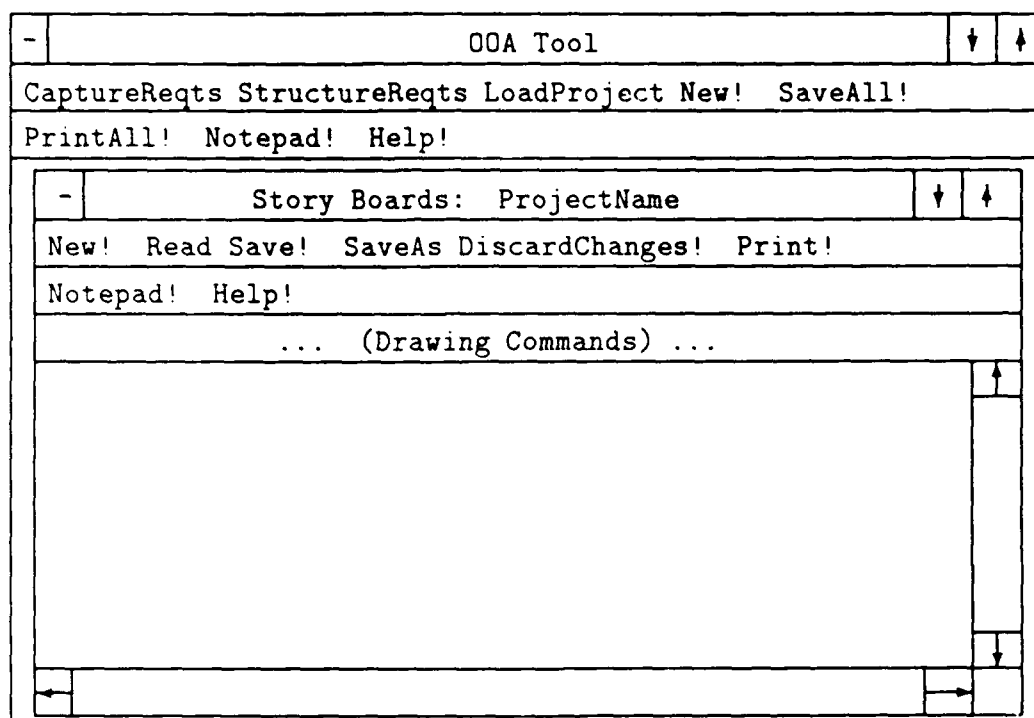 - OOA Tool
CaptureReqts StructureReqts LoadProject New! SaveAll!
PrintAll! Notepad! Help!
- Story Boards: ProjectName
New! Read Save! SaveAs DiscardChanges! Print!
Notepad! Help!
... (Drawing Commands) ...